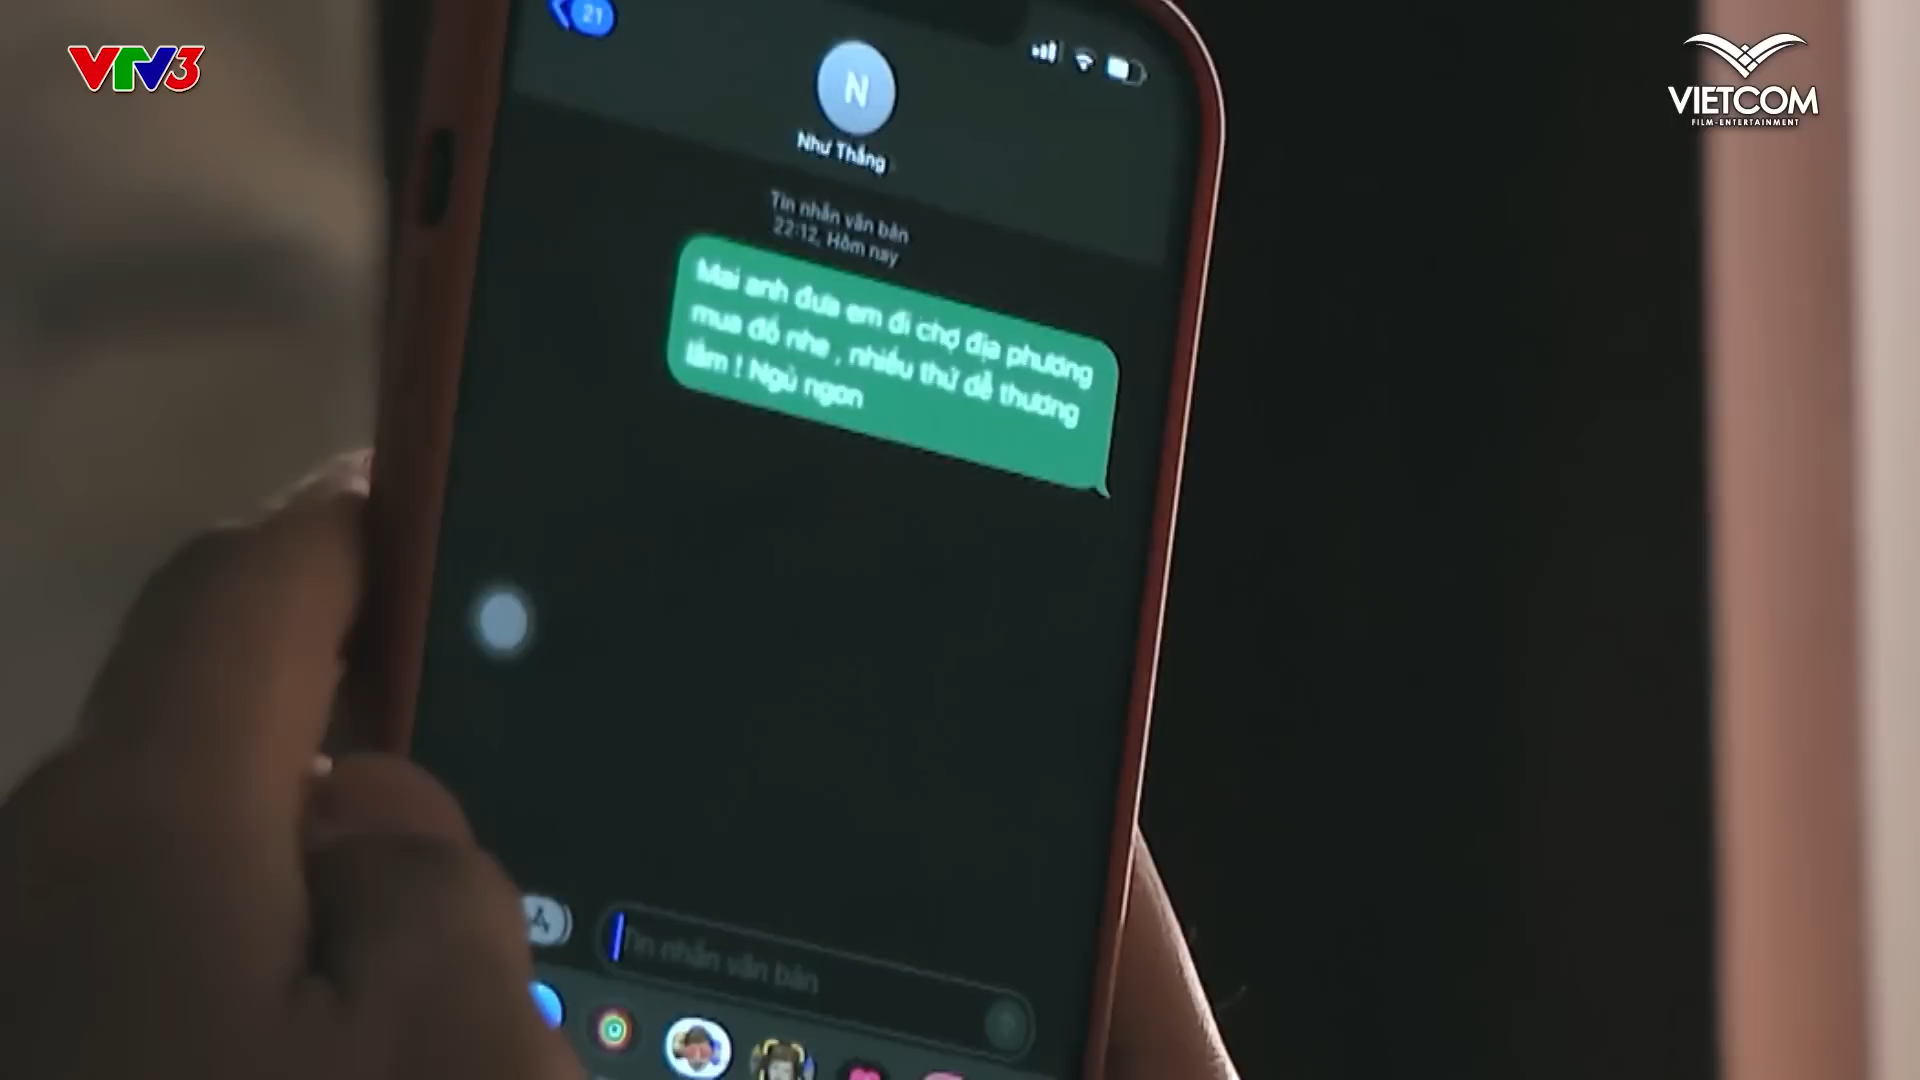 VTV3
VIETCOM
FILM-ENTERTAINMENT
21
N
Như Thắng
Tin nhắn văn bản
22:12, Hôm nay
Mai anh đưa em đi chợ địa phương
mua đồ nhe , nhiều thứ dễ thương
lắm ! Ngủ ngon
Tin nhắn văn bản